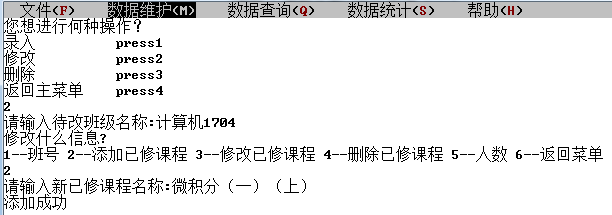 文件(F) 数据维护(M) 数据查询(Q) 数据统计(S) 帮助(H)
您想进行何种操作？
录入 press1
修改 press2
删除 press3
返回主菜单 press4
2
请输入待改班级名称:计算机1704
修改什么信息?
1--班号 2--添加已修课程 3--修改已修课程 4--删除已修课程 5--人数 6--返回菜单
2
请输入新已修课程名称:微积分（一）（上）
添加成功